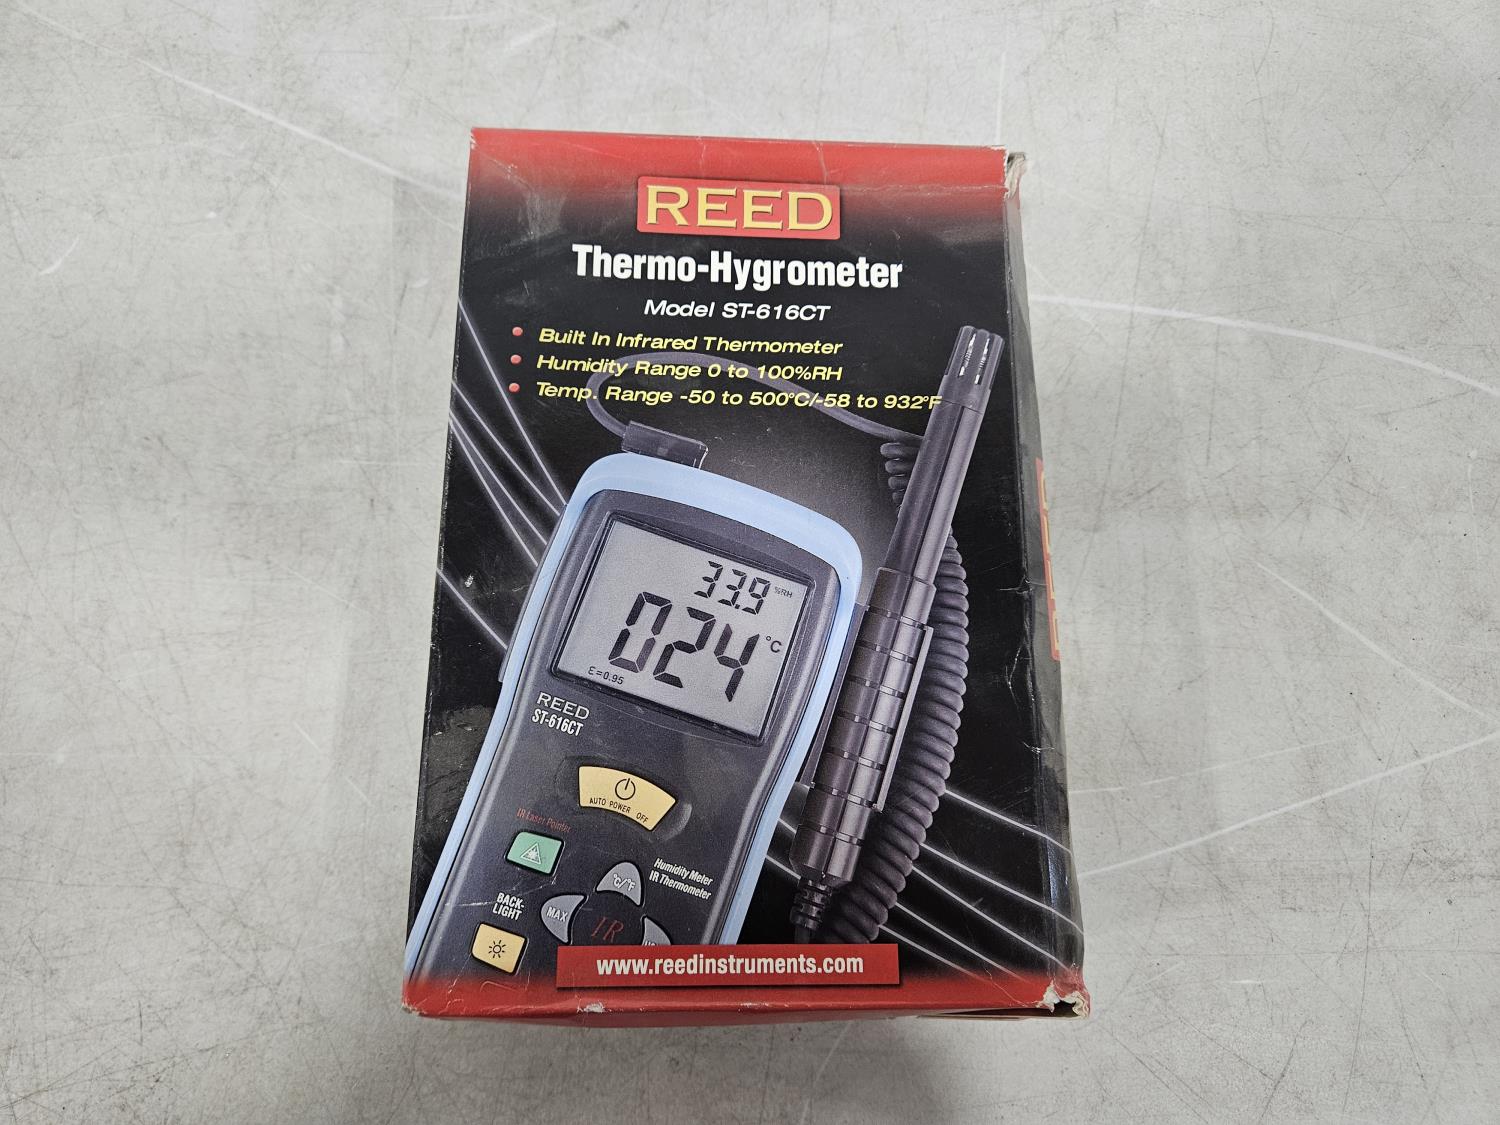 REED
Thermo-Hygrometer
Model ST-616CT
Built In Infrared Thermometer
Humidity Range 0 to 100%RH
Temp. Range -50 to 500°C/-58 to 932°F
33.9 %RH
024 °C
E=0.95
REED
ST-616CT
AUTO POWER OFF
IR Laser Pointer
Humidity Meter
IR Thermometer
°C/°F
BACK-
LIGHT
MAX
IR
www.reedinstruments.com